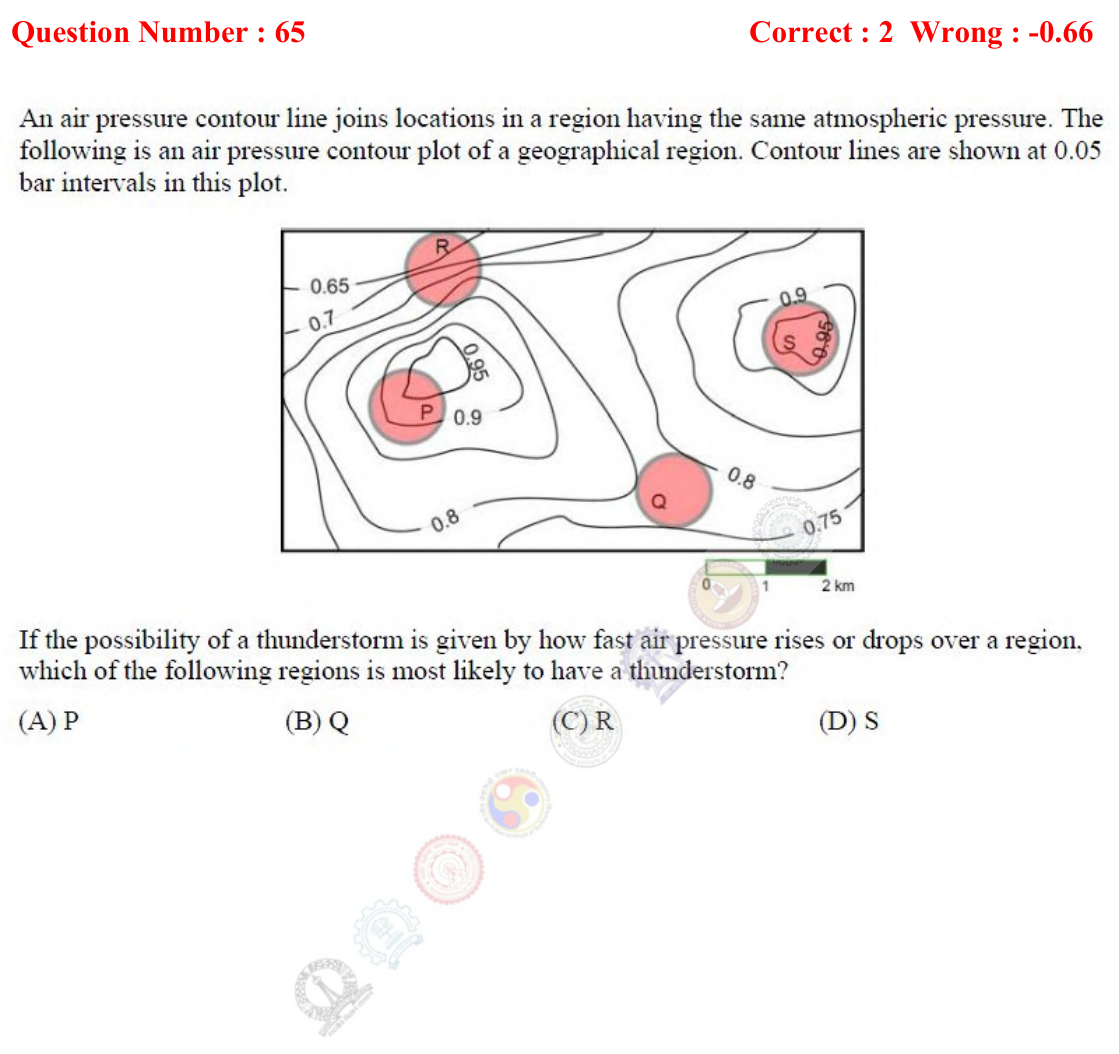 Question Number : 65 Correct : 2 Wrong : -0.66
An air pressure contour line joins locations in a region having the same atmospheric pressure. The
following is an air pressure contour plot of a geographical region. Contour lines are shown at 0.05
bar intervals in this plot.
R
0.65
0.9
0.7
S
0.95
0.95
P
0.9
0.8
Q
0.8
0.75
0 1 2 km
If the possibility of a thunderstorm is given by how fast air pressure rises or drops over a region,
which of the following regions is most likely to have a thunderstorm?
(A) P (B) Q (C) R (D) S